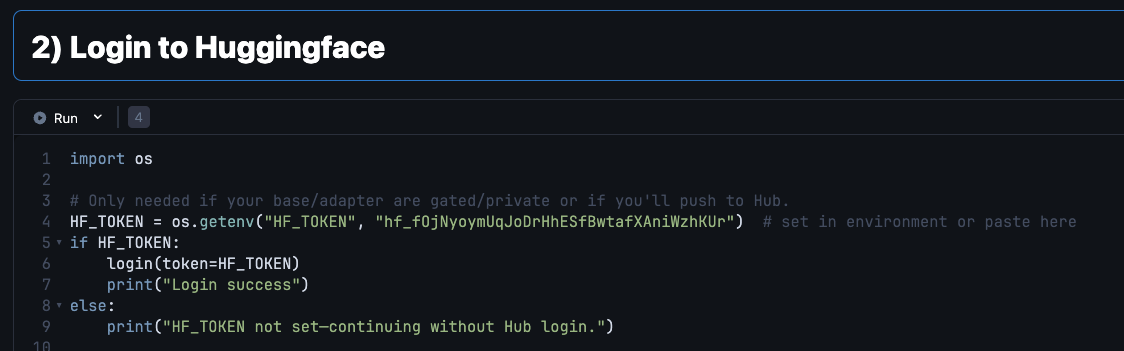 2) Login to Huggingface
Run 4
1 import os
2
3 # Only needed if your base/adapter are gated/private or if you'll push to Hub.
4 HF_TOKEN = os.getenv("HF_TOKEN", "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")  # set in environment or paste here
5 if HF_TOKEN:
6     login(token=HF_TOKEN)
7     print("Login success")
8 else:
9     print("HF_TOKEN not set—continuing without Hub login.")
10